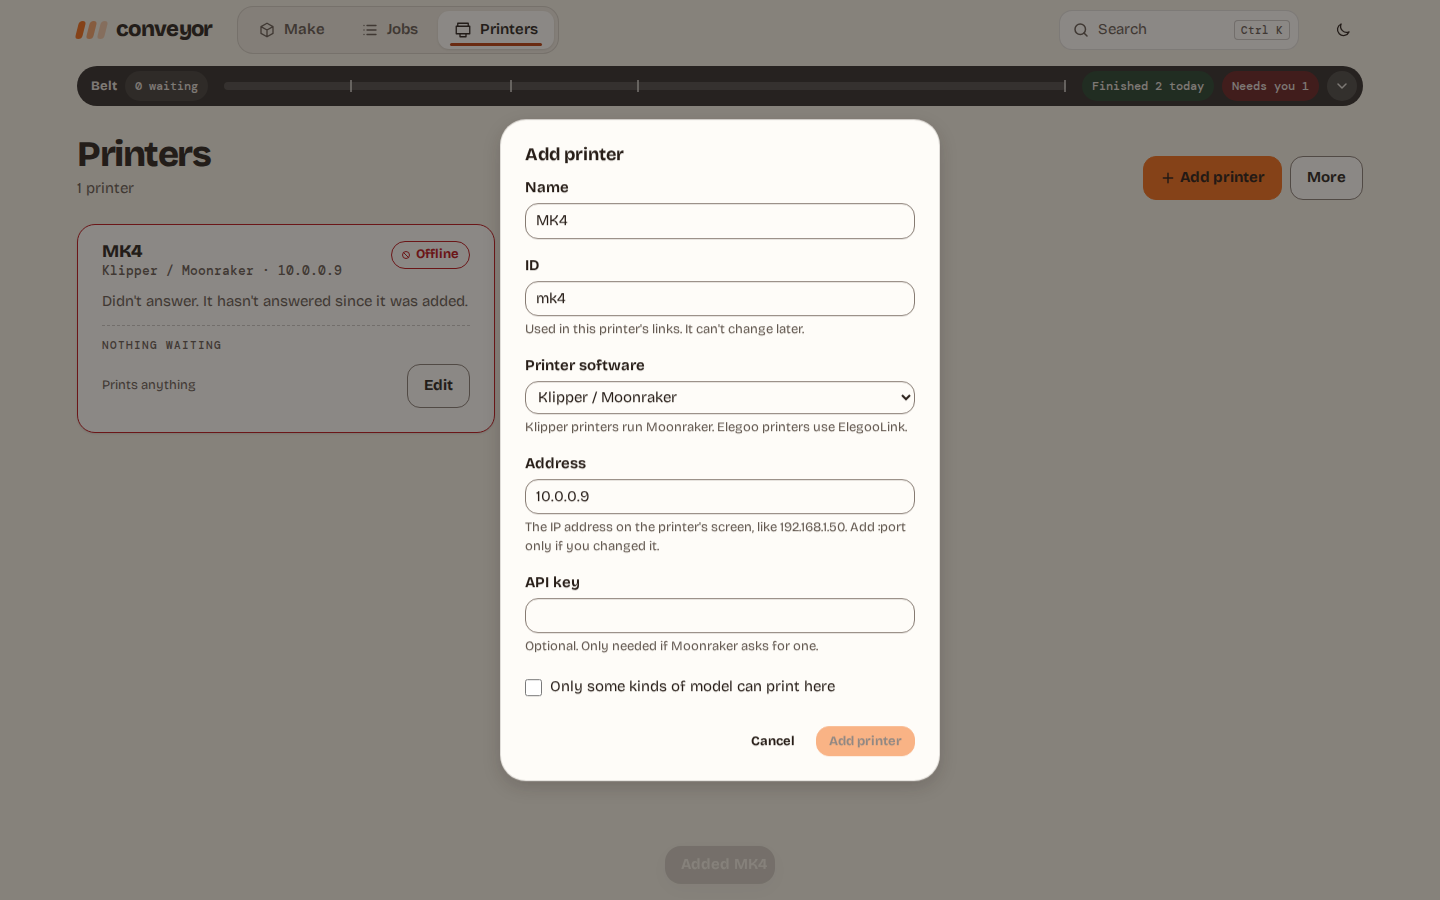 conveyor
Make
Jobs
Printers
Search
Ctrl K
Belt
0 waiting
Finished 2 today
Needs you 1
Printers
1 printer
+ Add printer
More
MK4
Offline
Klipper / Moonraker · 10.0.0.9
Didn't answer. It hasn't answered since it was added.
NOTHING WAITING
Prints anything
Edit
Add printer
Name
MK4
ID
mk4
Used in this printer's links. It can't change later.
Printer software
Klipper / Moonraker
Klipper printers run Moonraker. Elegoo printers use ElegooLink.
Address
10.0.0.9
The IP address on the printer's screen, like 192.168.1.50. Add :port
only if you changed it.
API key
Optional. Only needed if Moonraker asks for one.
Only some kinds of model can print here
Cancel
Add printer
Added MK4